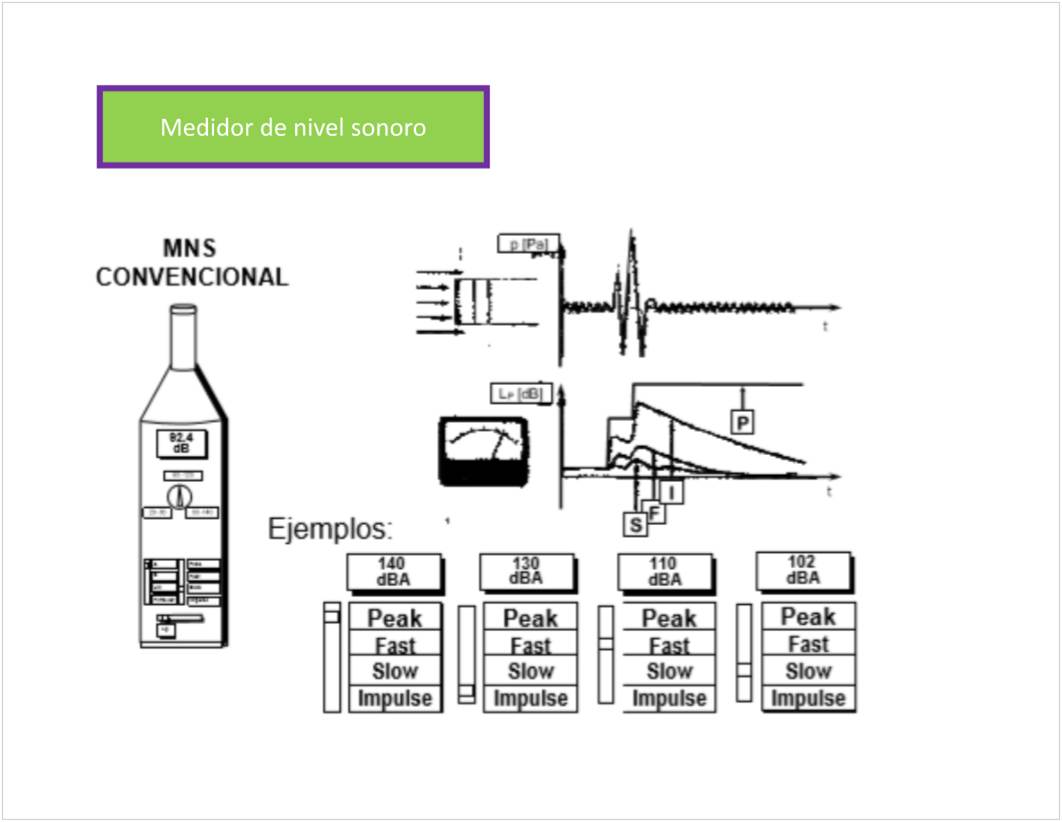 Medidor de nivel sonoro
MNS
CONVENCIONAL
92,4
dB
p [Pa]
t
LP [dB]
P
I
F
S
t
Ejemplos:
140
dBA
Peak
Fast
Slow
Impulse
130
dBA
Peak
Fast
Slow
Impulse
110
dBA
Peak
Fast
Slow
Impulse
102
dBA
Peak
Fast
Slow
Impulse